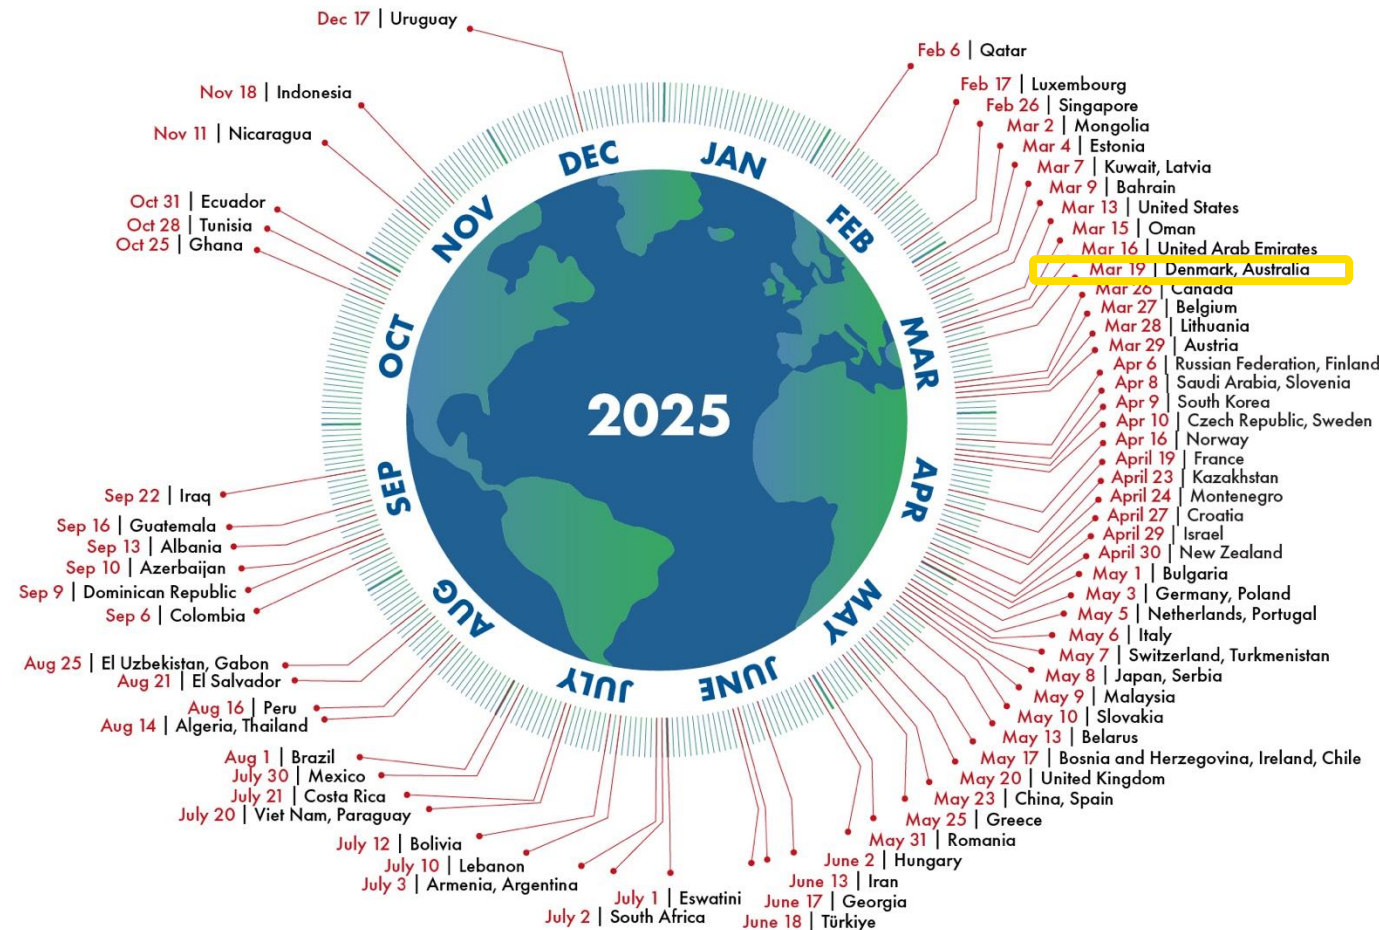 Dec 17 | Uruguay
Nov 18 | Indonesia
Nov 11 | Nicaragua
Oct 31 | Ecuador
Oct 28 | Tunisia
Oct 25 | Ghana
Sep 22 | Iraq
Sep 16 | Guatemala
Sep 13 | Albania
Sep 10 | Azerbaijan
Sep 9 | Dominican Republic
Sep 6 | Colombia
Aug 25 | El Uzbekistan, Gabon
Aug 21 | El Salvador
Aug 16 | Peru
Aug 14 | Algeria, Thailand
Aug 1 | Brazil
July 30 | Mexico
July 21 | Costa Rica
July 20 | Viet Nam, Paraguay
July 12 | Bolivia
July 10 | Lebanon
July 3 | Armenia, Argentina
July 2 | South Africa
July 1 | Eswatini
JAN
FEB
MAR
APR
MAY
JUNE
JULY
AUG
SEP
OCT
NOV
DEC
2025
Feb 6 | Qatar
Feb 17 | Luxembourg
Feb 26 | Singapore
Mar 2 | Mongolia
Mar 4 | Estonia
Mar 7 | Kuwait, Latvia
Mar 9 | Bahrain
Mar 13 | United States
Mar 15 | Oman
Mar 16 | United Arab Emirates
Mar 19 | Denmark, Australia
Mar 26 | Canada
Mar 27 | Belgium
Mar 28 | Lithuania
Mar 29 | Austria
Apr 6 | Russian Federation, Finland
Apr 8 | Saudi Arabia, Slovenia
Apr 9 | South Korea
Apr 10 | Czech Republic, Sweden
Apr 16 | Norway
April 19 | France
April 23 | Kazakhstan
April 24 | Montenegro
April 27 | Croatia
April 29 | Israel
April 30 | New Zealand
May 1 | Bulgaria
May 3 | Germany, Poland
May 5 | Netherlands, Portugal
May 6 | Italy
May 7 | Switzerland, Turkmenistan
May 8 | Japan, Serbia
May 9 | Malaysia
May 10 | Slovakia
May 13 | Belarus
May 17 | Bosnia and Herzegovina, Ireland, Chile
May 20 | United Kingdom
May 23 | China, Spain
May 25 | Greece
May 31 | Romania
June 2 | Hungary
June 13 | Iran
June 17 | Georgia
June 18 | Türkiye